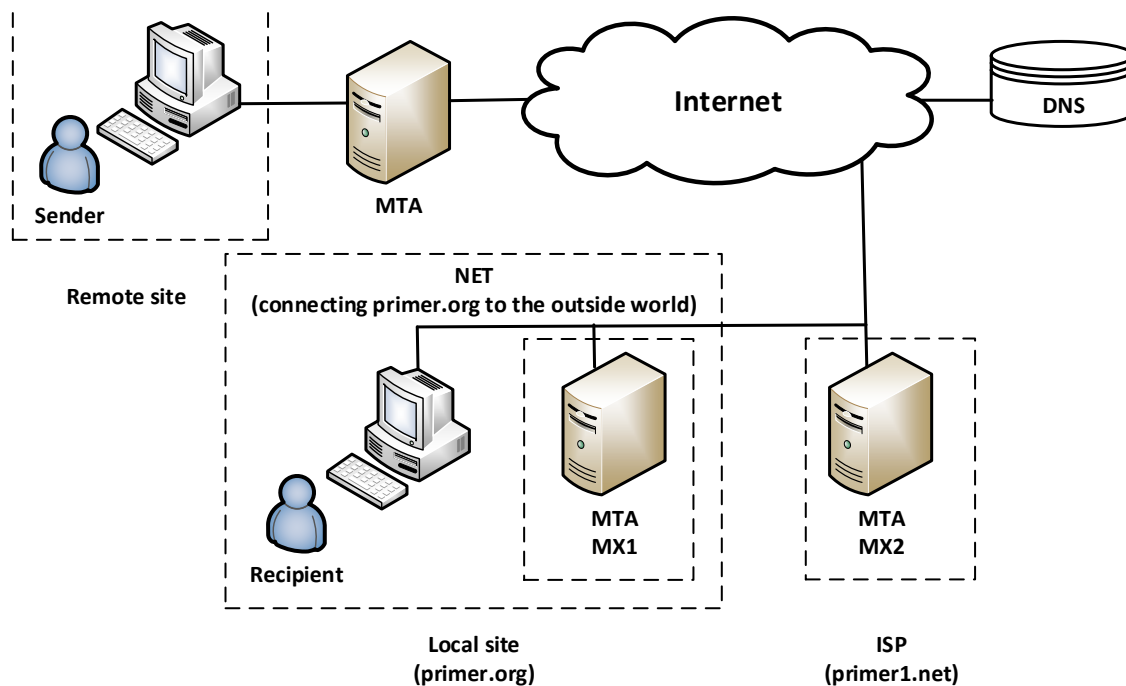 Internet
DNS
MTA
Sender
Remote site
NET
(connecting primer.org to the outside world)
MTA
MX1
MTA
MX2
Recipient
Local site
(primer.org)
ISP
(primer1.net)